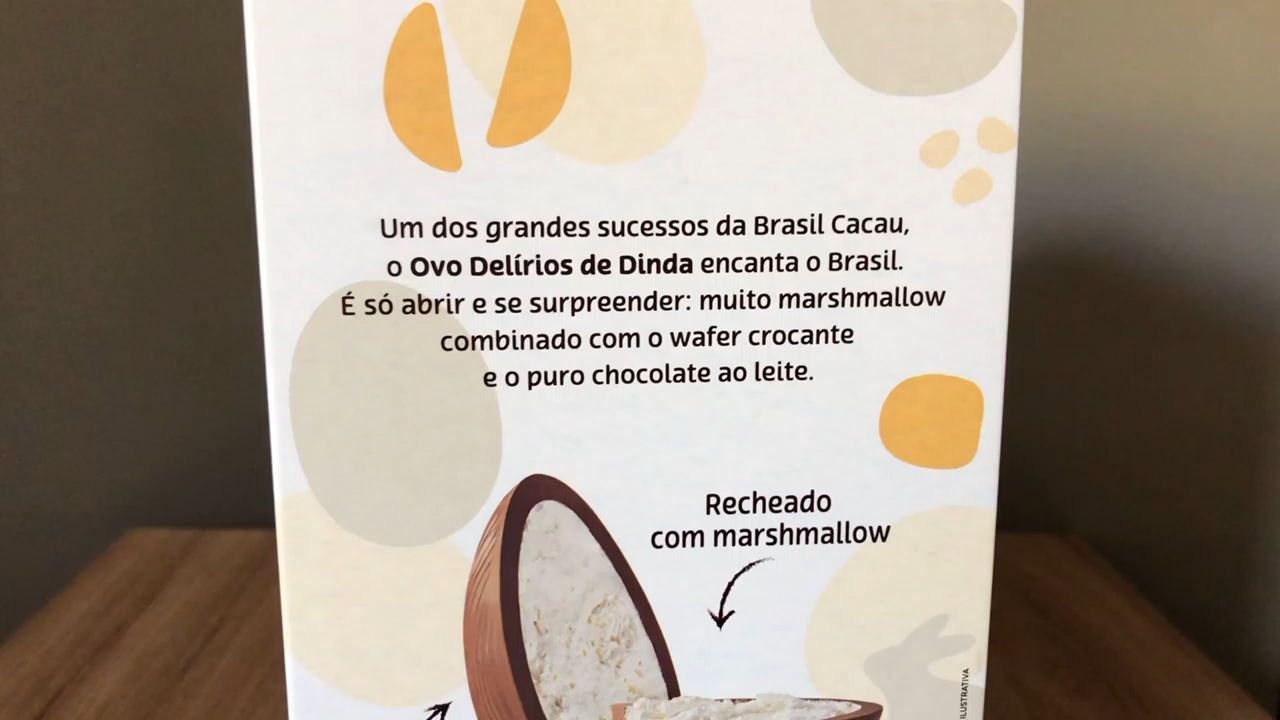 Um dos grandes sucessos da Brasil Cacau,
o Ovo Delírios de Dinda encanta o Brasil.
É só abrir e se surpreender: muito marshmallow
combinado com o wafer crocante
e o puro chocolate ao leite.
Recheado
com marshmallow
ILUSTRATIVA